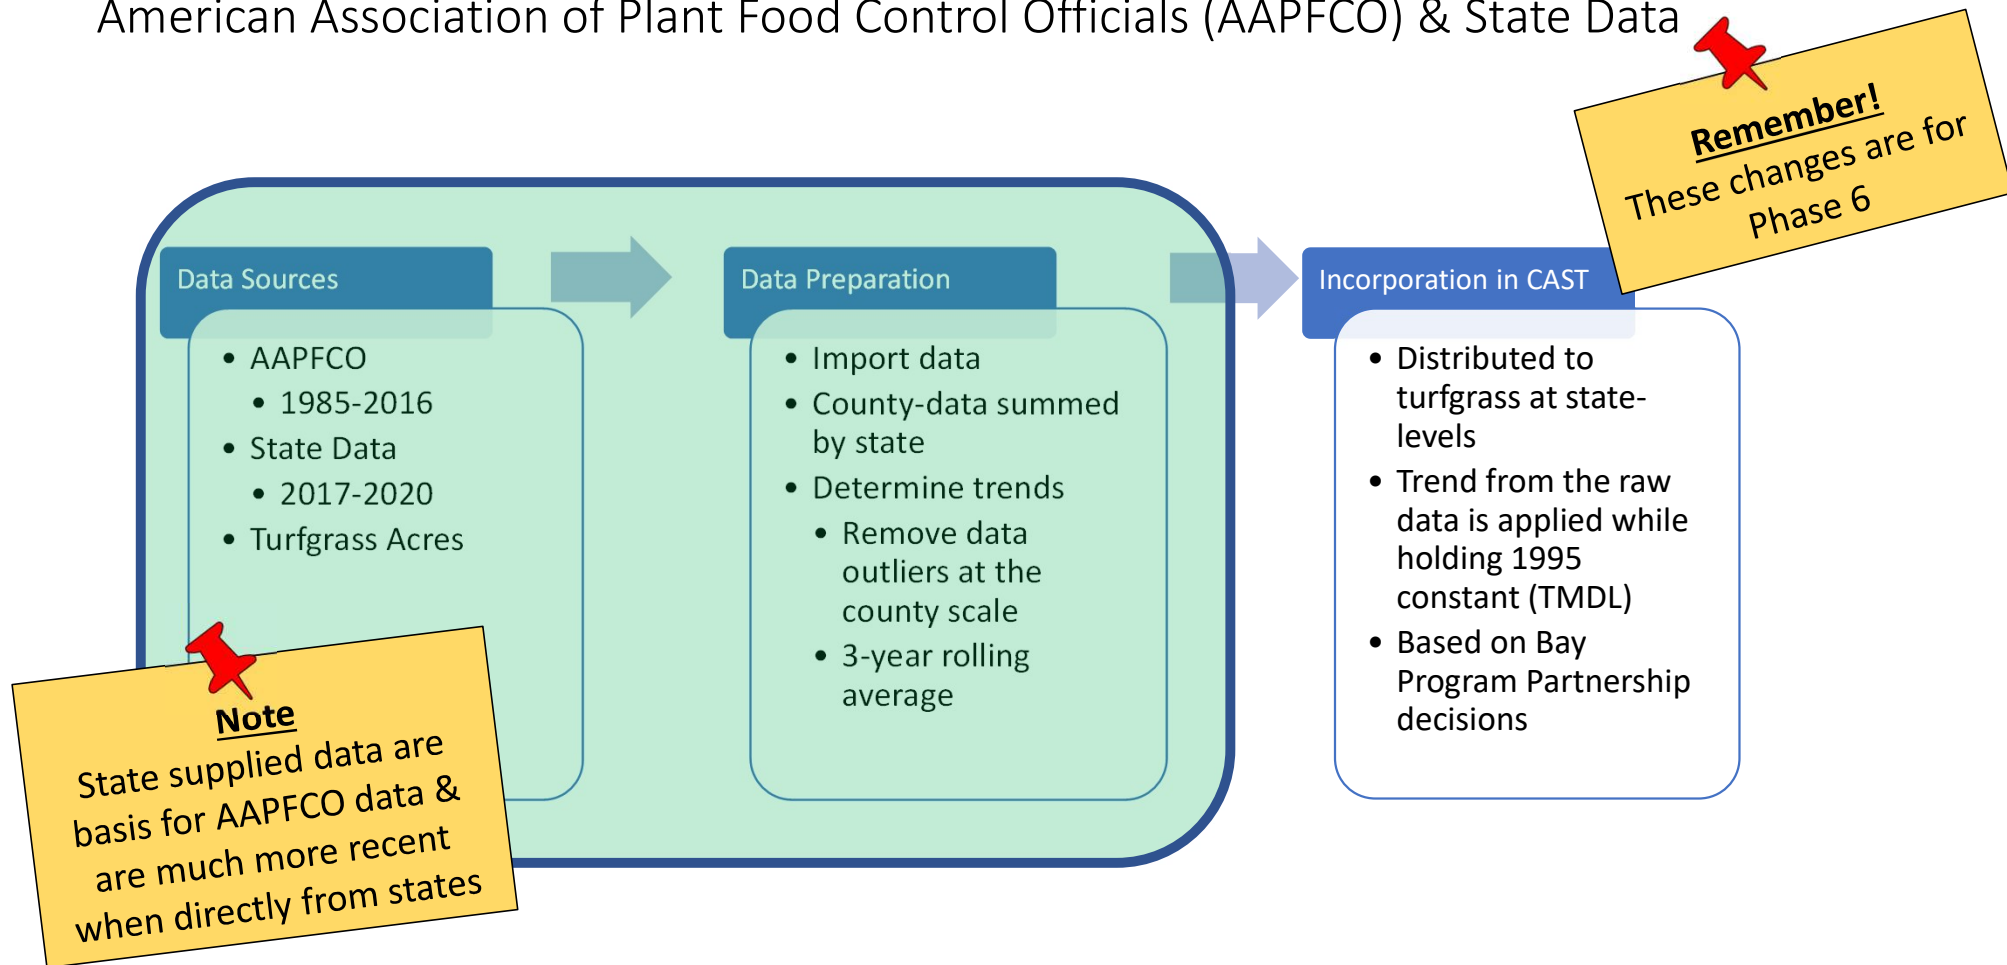 American Association of Plant Food Control Officials (AAPFCO) & State Data
Remember!
These changes are for
Phase 6
Data Sources
• AAPFCO
• 1985-2016
• State Data
• 2017-2020
• Turfgrass Acres
Data Preparation
• Import data
• County-data summed
by state
• Determine trends
• Remove data
outliers at the
county scale
• 3-year rolling
average
Incorporation in CAST
• Distributed to
turfgrass at state-
levels
• Trend from the raw
data is applied while
holding 1995
constant (TMDL)
• Based on Bay
Program Partnership
decisions
Note
State supplied data are
basis for AAPFCO data &
are much more recent
when directly from states